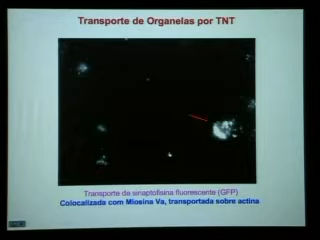 Transporte de Organelas por TNT
Transporte de sinaptofisina fluorescente (GFP)
Colocalizada com Miosina Va, transportada sobre actina